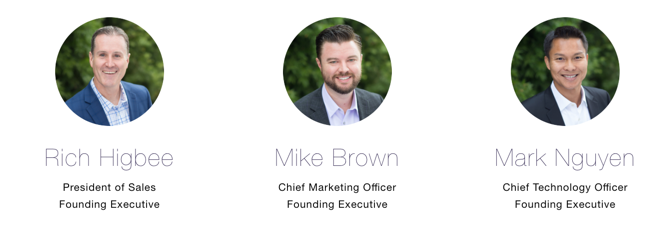 Rich Higbee
President of Sales
Founding Executive
Mike Brown
Chief Marketing Officer
Founding Executive
Mark Nguyen
Chief Technology Officer
Founding Executive